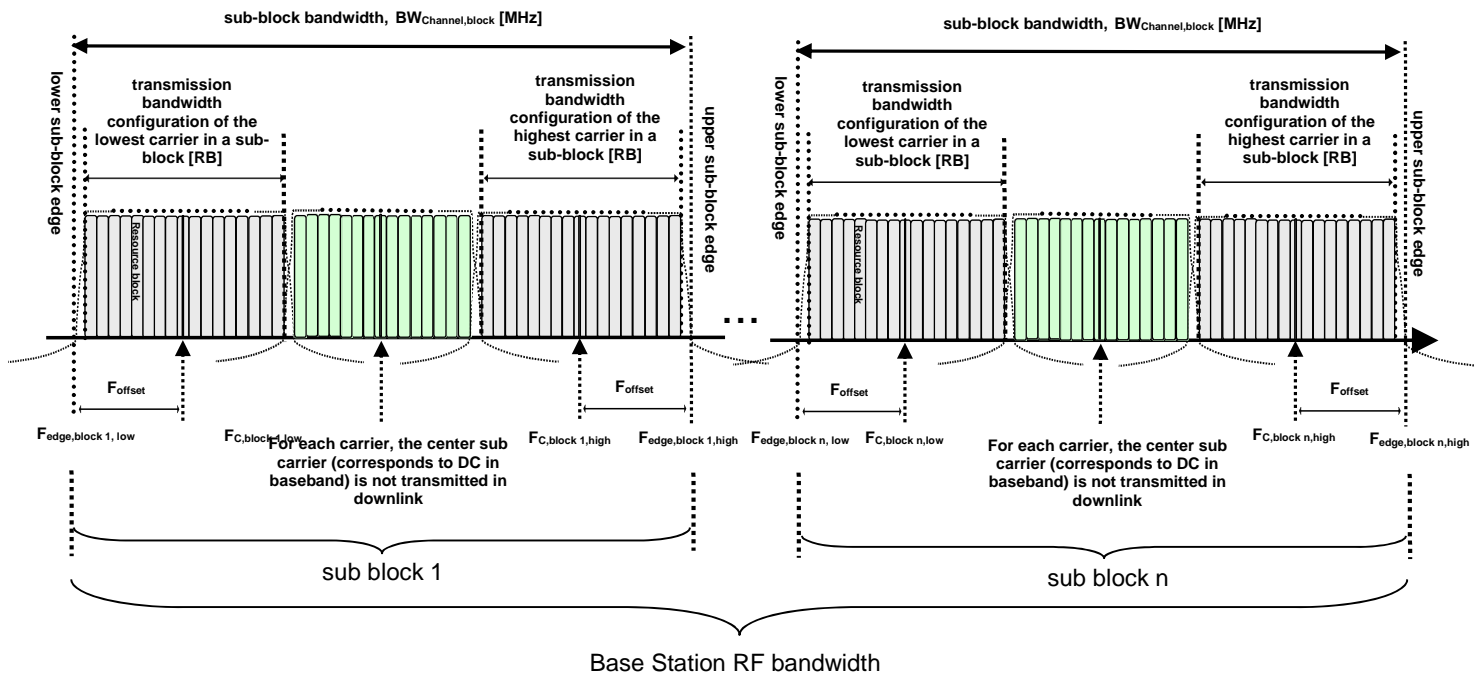 sub-block bandwidth, BWChannel,block [MHz]
sub-block bandwidth, BWChannel,block [MHz]
lower sub-block edge
transmission
bandwidth
configuration of the
lowest carrier in a sub-
block [RB]
transmission
bandwidth
configuration of the
highest carrier in a
sub-block [RB]
upper sub-block edge
lower sub-block edge
transmission
bandwidth
configuration of the
lowest carrier in
a sub-block [RB]
transmission
bandwidth
configuration of the
highest carrier in a
sub-block [RB]
upper sub-block edge
Resource block
...
Resource block
Foffset
Foffset
Foffset
Foffset
Fedge,block 1, low
FC,block 1,low
FC,block 1,high
Fedge,block 1,high
Fedge,block n, low
FC,block n,low
FC,block n,high
Fedge,block n,high
For each carrier, the center sub
carrier (corresponds to DC in
baseband) is not transmitted in
downlink
For each carrier, the center sub
carrier (corresponds to DC in
baseband) is not transmitted in
downlink
sub block 1
sub block n
Base Station RF bandwidth